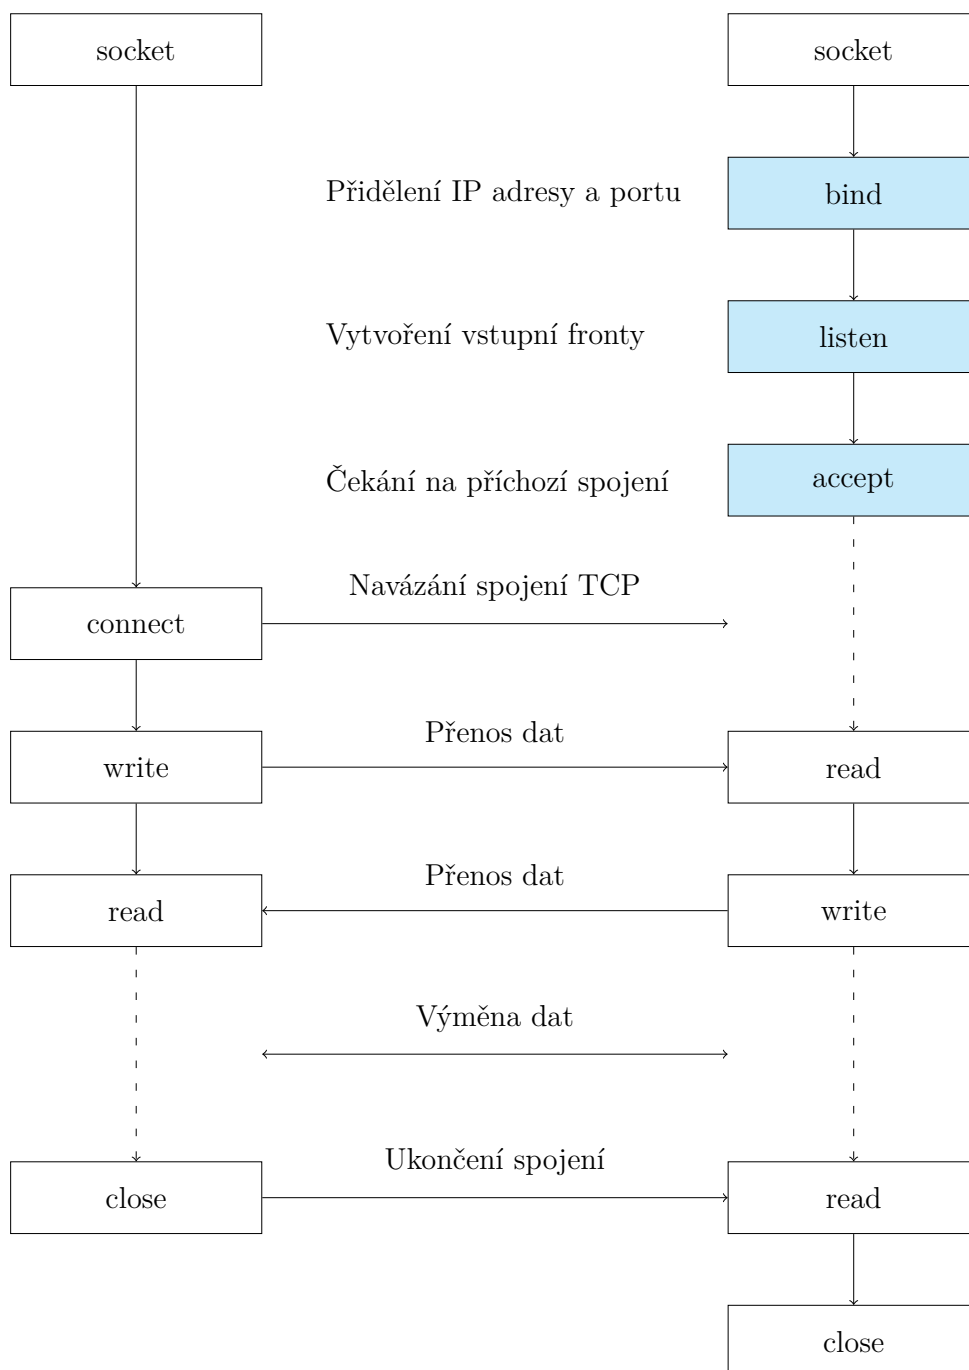 socket
socket
Přidělení IP adresy a portu
bind
Vytvoření vstupní fronty
listen
Čekání na příchozí spojení
accept
Navázání spojení TCP
connect
Přenos dat
write
read
Přenos dat
read
write
Výměna dat
Ukončení spojení
close
read
close